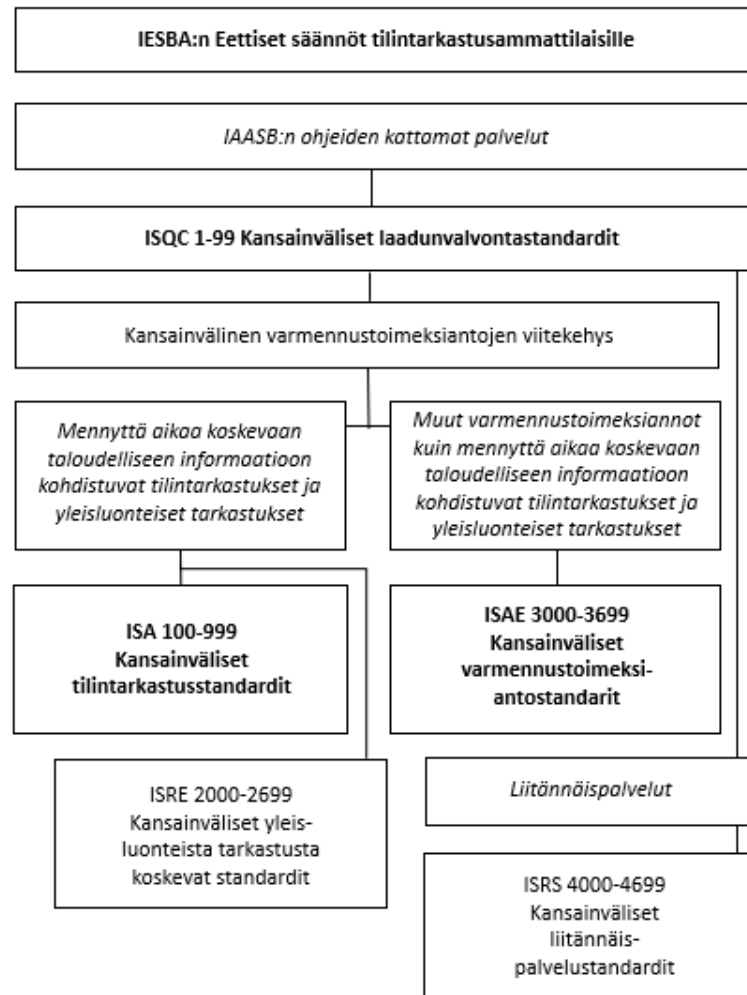 IESBA:n Eettiset säännöt tilintarkastusammattilaisille
IAASB:n ohjeiden kattamat palvelut
ISQC 1-99 Kansainväliset laadunvalvontastandardit
Kansainvälinen varmennustoimeksiantojen viitekehys
Mennyttä aikaa koskevaan
taloudelliseen informaatioon
kohdistuvat tilintarkastukset ja
yleisluonteiset tarkastukset
Muut varmennustoimeksiannot
kuin mennyttä aikaa koskevaan
taloudelliseen informaatioon
kohdistuvat tilintarkastukset ja
yleisluonteiset tarkastukset
ISA 100-999
Kansainväliset
tilintarkastusstandardit
ISAE 3000-3699
Kansainväliset
varmennustoimeksi-
antostandarit
ISRE 2000-2699
Kansainväliset yleis-
luonteista tarkastusta
koskevat standardit
Liitännäispalvelut
ISRS 4000-4699
Kansainväliset
liitännäis-
palvelustandardit